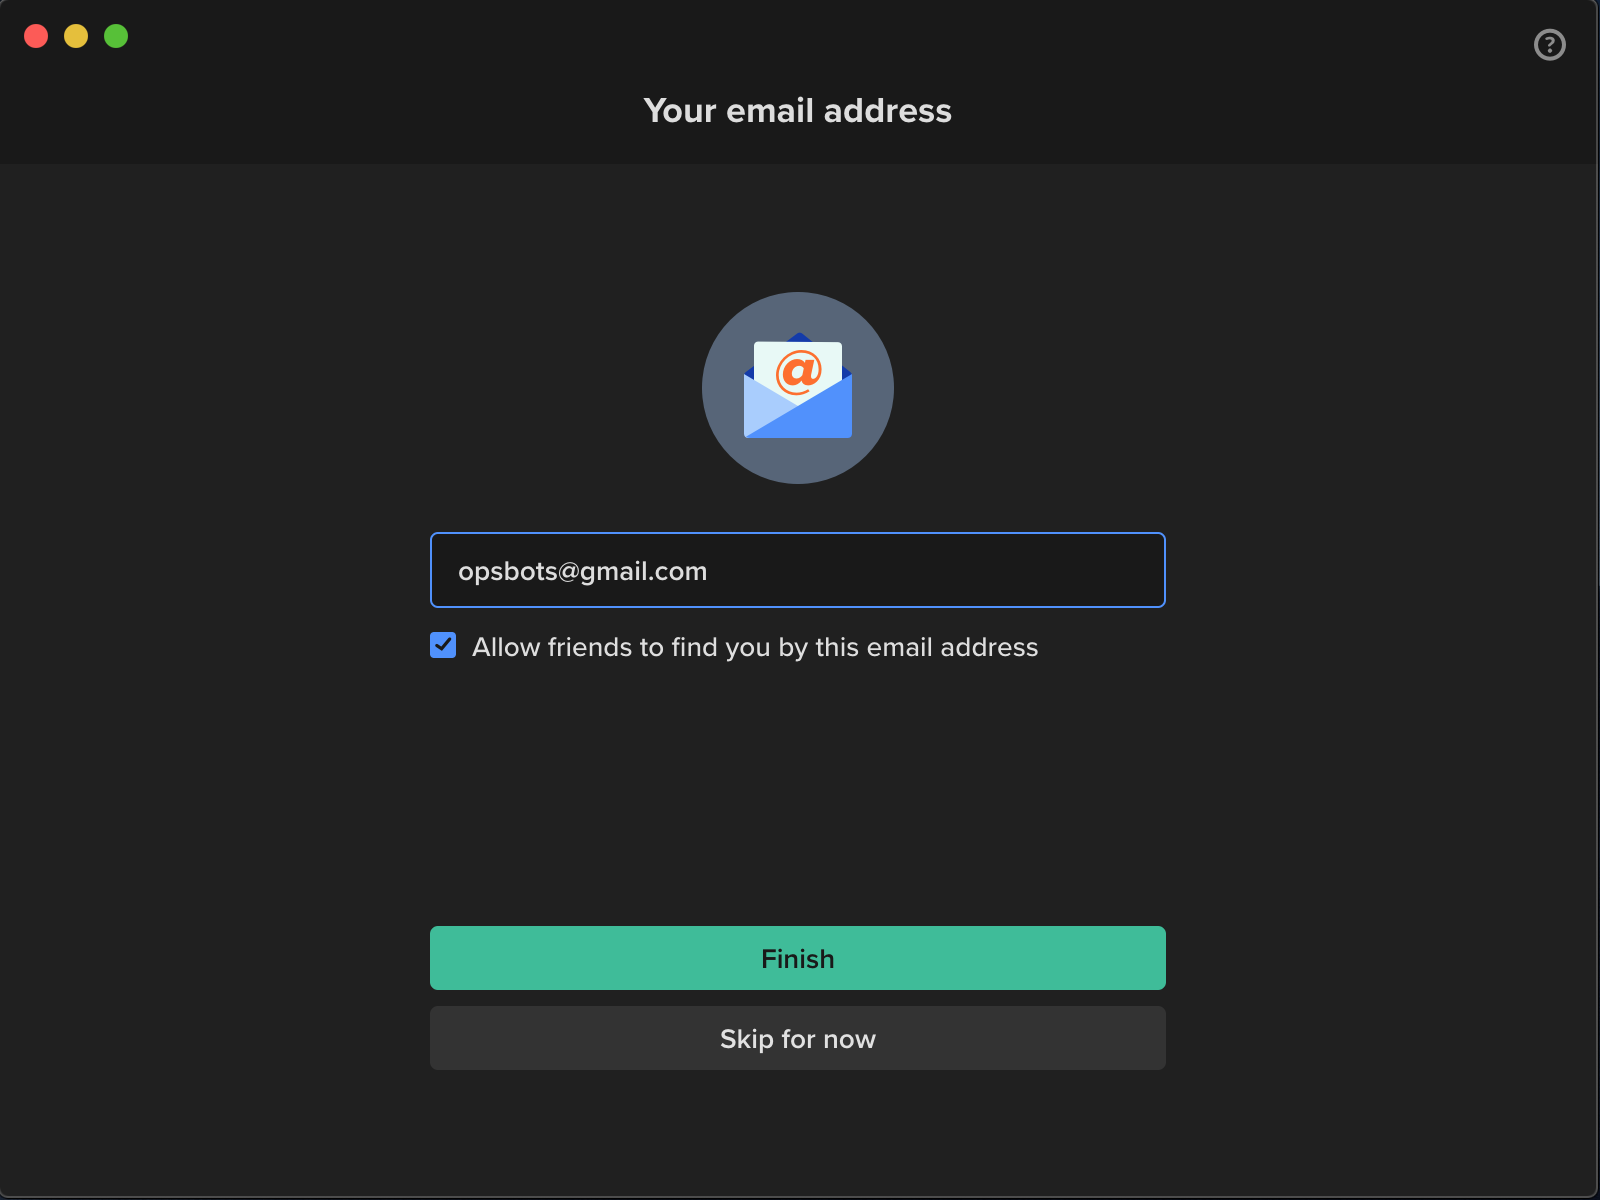 Your email address
@
opsbots@gmail.com
Allow friends to find you by this email address
Finish
Skip for now